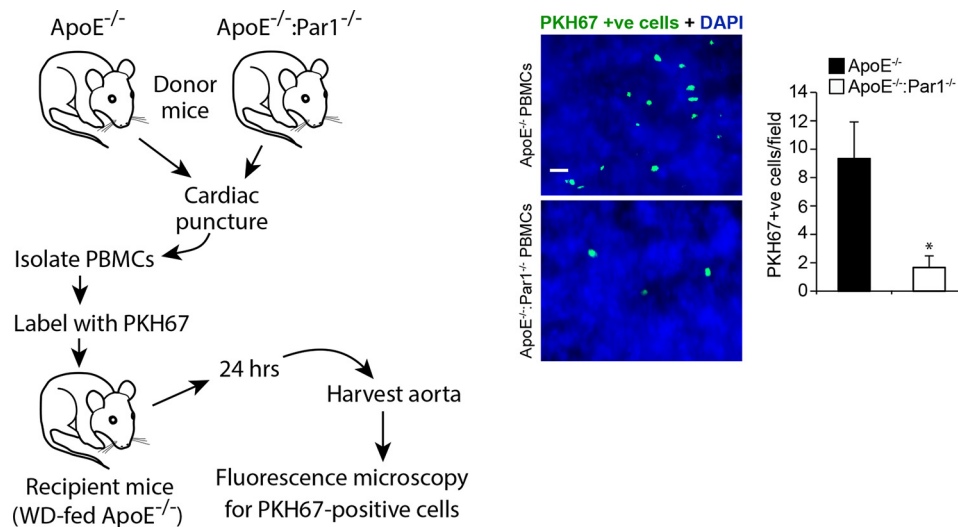 ApoE⁻/⁻
ApoE⁻/⁻:Par1⁻/⁻
Donor
mice
Cardiac
puncture
Isolate PBMCs
Label with PKH67
24 hrs
Harvest aorta
Recipient mice
(WD-fed ApoE⁻/⁻)
Fluorescence microscopy
for PKH67-positive cells
PKH67 +ve cells + DAPI
ApoE⁻/⁻ PBMCs
ApoE⁻/⁻:Par1⁻/⁻ PBMCs
ApoE⁻/⁻
ApoE⁻/⁻:Par1⁻/⁻
PKH67+ve cells/field
14
12
10
8
6
4
2
0
*